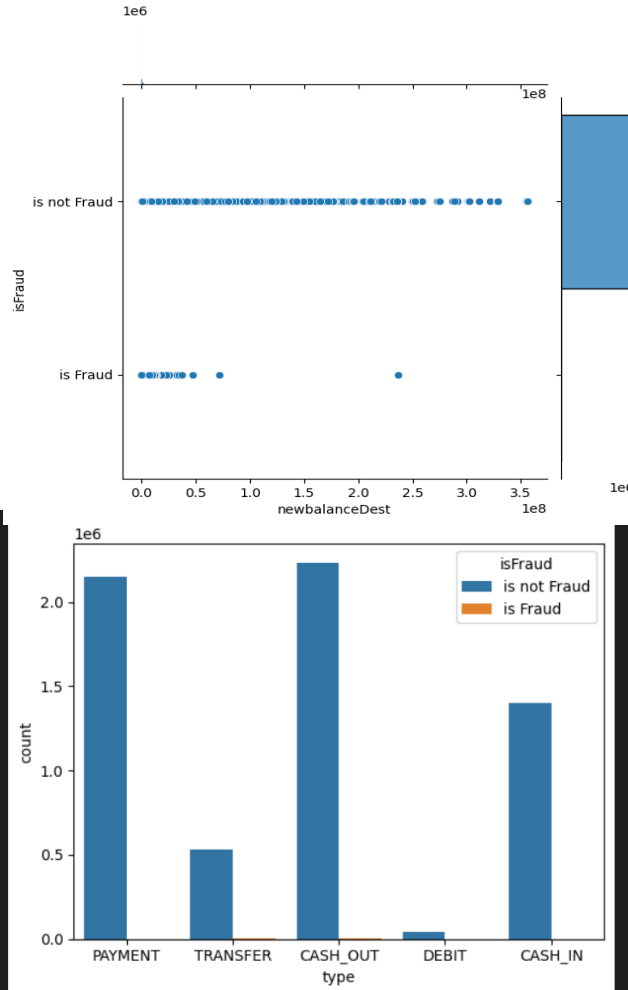 1e6
1e8
is not Fraud
isFraud
is Fraud
0.0 0.5 1.0 1.5 2.0 2.5 3.0 3.5
newbalanceDest
1e8
1e6
isFraud
is not Fraud
is Fraud
2.0
1.5
count
1.0
0.5
0.0
PAYMENT TRANSFER CASH_OUT DEBIT CASH_IN
type